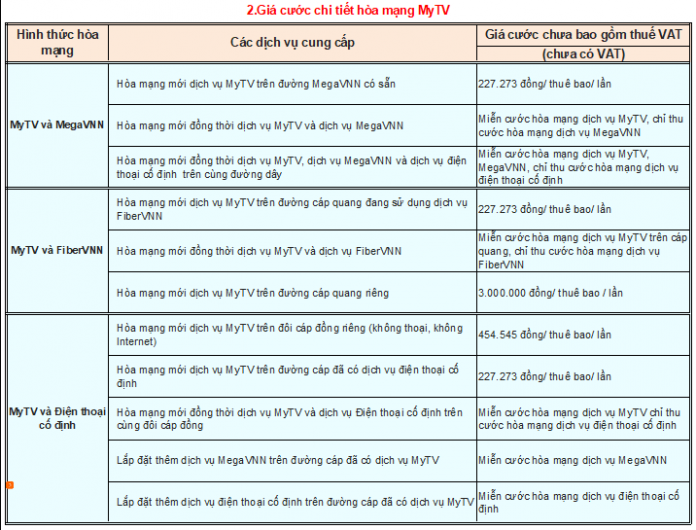 2.Giá cước chi tiết hòa mạng MyTV
Hình thức hòa
mạng
Các dịch vụ cung cấp
Giá cước chưa bao gồm thuế VAT
(chưa có VAT)
MyTV và MegaVNN
Hòa mạng mới dịch vụ MyTV trên đường MegaVNN có sẵn
227.273 đồng/ thuê bao/ lần
Hòa mạng mới đồng thời dịch vụ MyTV và dịch vụ MegaVNN
Miễn cước hòa mạng dịch vụ MyTV, chỉ thu
cước hòa mạng dịch vụ MegaVNN
Hòa mạng mới đồng thời dịch vụ MyTV, dịch vụ MegaVNN và dịch vụ điện
thoại cố định trên cùng đường dây
Miễn cước hòa mạng dịch vụ MyTV,
MegaVNN, chỉ thu cước hòa mạng dịch vụ
điện thoại cố định
MyTV và FiberVNN
Hòa mạng mới dịch vụ MyTV trên đường cáp quang đang sử dụng dịch vụ
FiberVNN
227.273 đồng/ thuê bao/ lần
Hòa mạng mới đồng thời dịch vụ MyTV và dịch vụ FiberVNN
Miễn cước hòa mạng dịch vụ MyTV trên cáp
quang, chỉ thu cước hòa mạng dịch vụ
FiberVNN
Hòa mạng mới dịch vụ MyTV trên đường cáp quang riêng
3.000.000 đồng/ thuê bao / lần
MyTV và Điện thoại
cố định
Hòa mạng mới dịch vụ MyTV trên đôi cáp đồng riêng (không thoại, không
Internet)
454.545 đồng/ thuê bao/ lần
Hòa mạng mới dịch vụ MyTV trên đường cáp đã có dịch vụ điện thoại cố
định
227.273 đồng/ thuê bao/ lần
Hòa mạng mới đồng thời dịch vụ MyTV và dịch vụ Điện thoại cố định trên
cùng đôi cáp đồng
Miễn cước hòa mạng dịch vụ MyTV chỉ thu
cước hòa mạng dịch vụ điện thoại cố định
Lắp đặt thêm dịch vụ MegaVNN trên đường cáp đã có dịch vụ MyTV
Miễn cước hòa mạng dịch vụ MegaVNN
Lắp đặt thêm dịch vụ điện thoại cố định trên đường cáp đã có dịch vụ MyTV
Miễn cước hòa mạng dịch vụ điện thoại cố
định